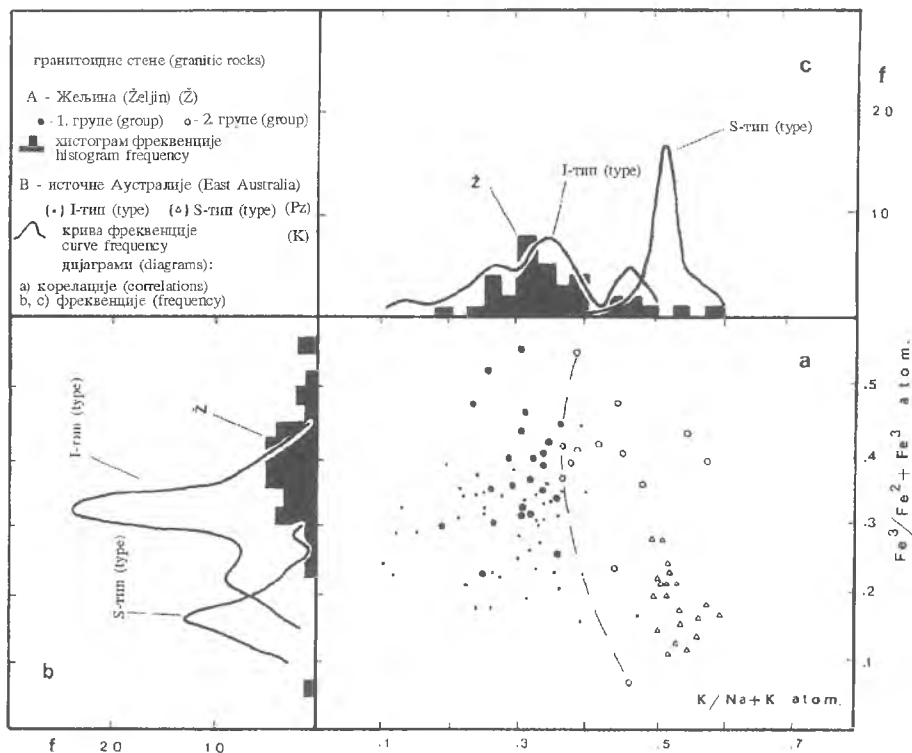 гранитоидне стене (granitic rocks)
A - Жељина (Željin) (Ž)
● - 1. групе (group) ○ - 2. групе (group)
хистограм фреквенције
histogram frequency
B - источне Аустралије (East Australia)
(•) I-тип (type) (△) S-тип (type) (Pz)
крива фреквенције (K)
curve frequency
дијаграми (diagrams):
a) корелације (correlations)
b, c) фреквенције (frequency)
c
f
20
10
S-тип (type)
I-тип (type)
Ž
b
I-тип (type)
Ž
S-тип (type)
f 20 10
a
.5
.4
.3
.2
.1
Fe³/Fe²+Fe³ atom.
K/Na+K atom.
.1 .2 .3 .4 .5 .6 .7